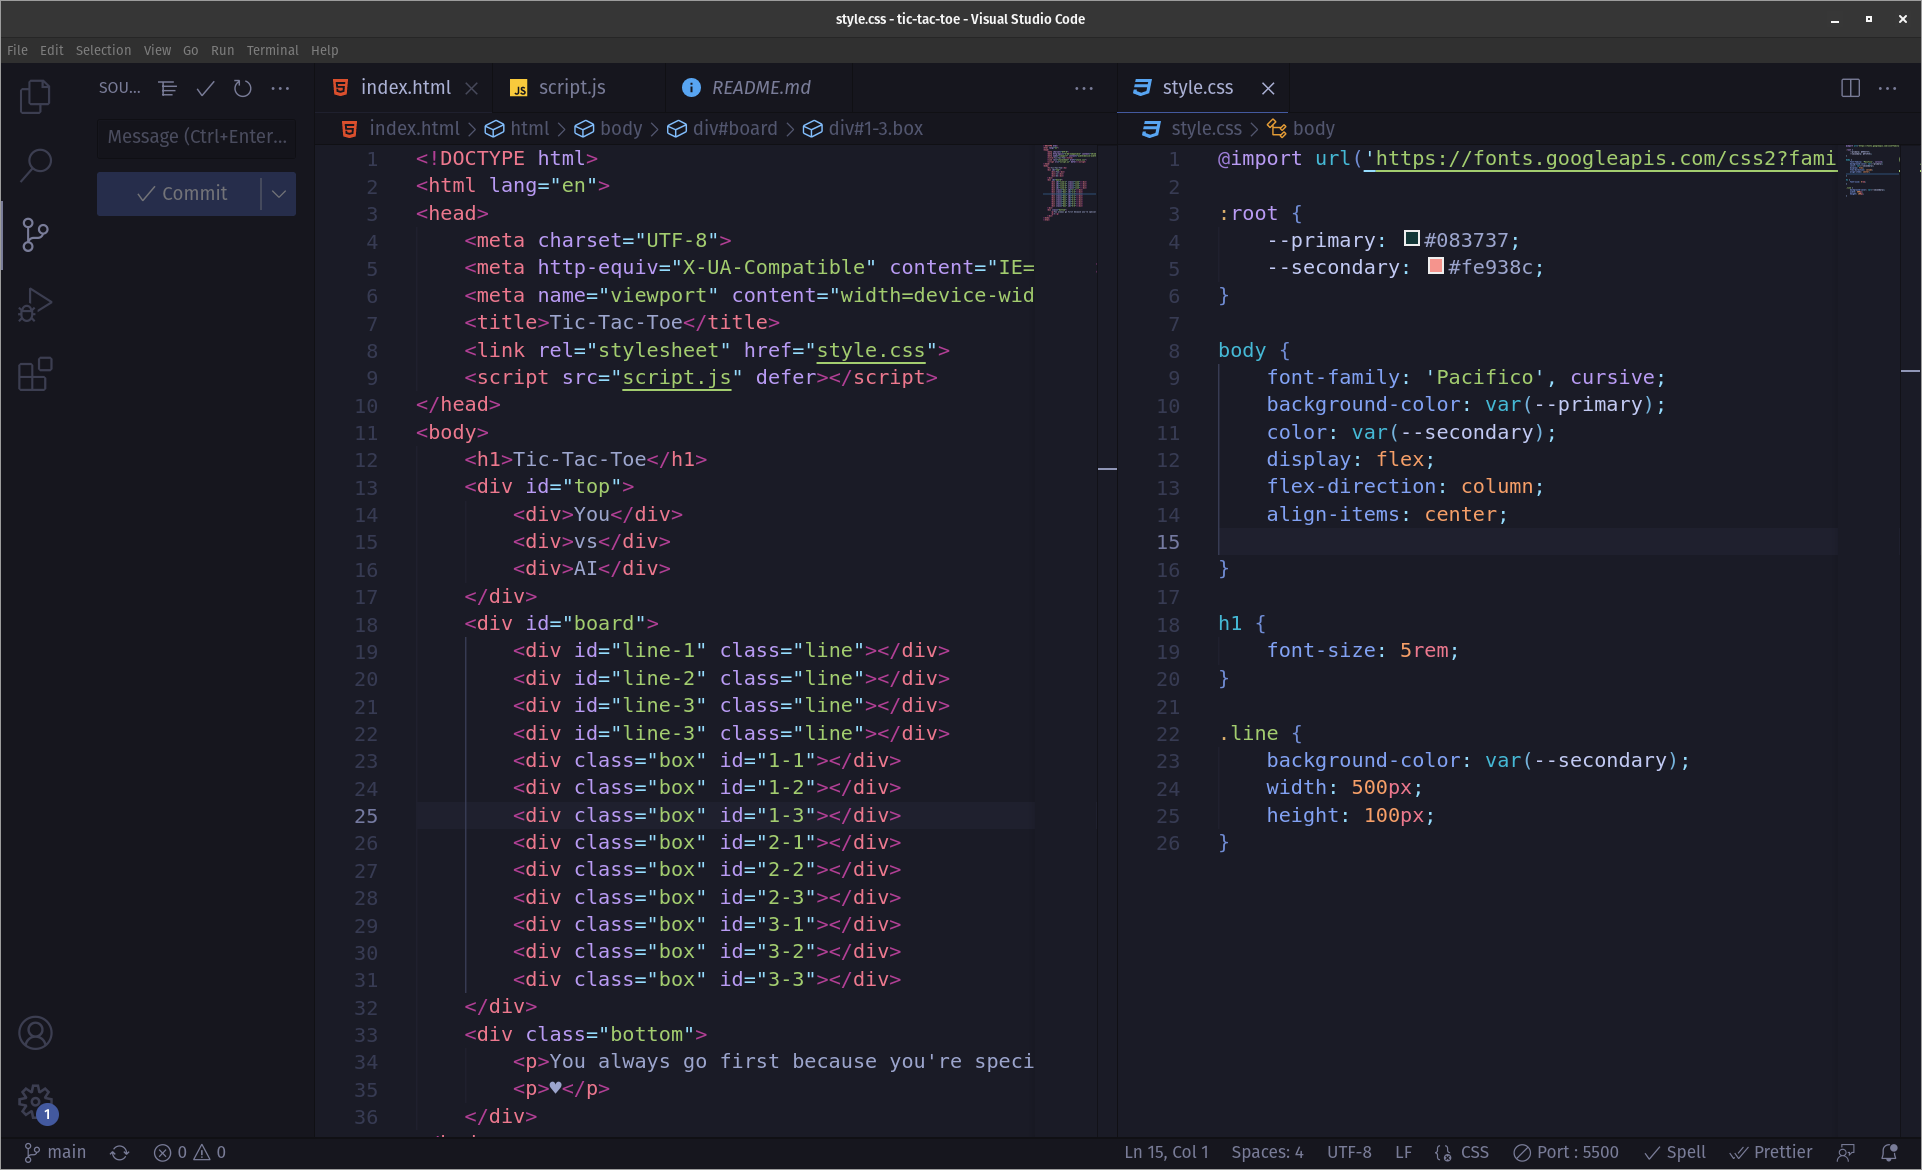 style.css - tic-tac-toe - Visual Studio Code
File Edit Selection View Go Run Terminal Help
SOU...
Message (Ctrl+Enter...
Commit
index.html
script.js
README.md
index.html > html > body > div#board > div#1-3.box
1 <!DOCTYPE html>
2 <html lang="en">
3 <head>
4 <meta charset="UTF-8">
5 <meta http-equiv="X-UA-Compatible" content="IE=
6 <meta name="viewport" content="width=device-wid
7 <title>Tic-Tac-Toe</title>
8 <link rel="stylesheet" href="style.css">
9 <script src="script.js" defer></script>
10 </head>
11 <body>
12 <h1>Tic-Tac-Toe</h1>
13 <div id="top">
14 <div>You</div>
15 <div>vs</div>
16 <div>AI</div>
17 </div>
18 <div id="board">
19 <div id="line-1" class="line"></div>
20 <div id="line-2" class="line"></div>
21 <div id="line-3" class="line"></div>
22 <div id="line-3" class="line"></div>
23 <div class="box" id="1-1"></div>
24 <div class="box" id="1-2"></div>
25 <div class="box" id="1-3"></div>
26 <div class="box" id="2-1"></div>
27 <div class="box" id="2-2"></div>
28 <div class="box" id="2-3"></div>
29 <div class="box" id="3-1"></div>
30 <div class="box" id="3-2"></div>
31 <div class="box" id="3-3"></div>
32 </div>
33 <div class="bottom">
34 <p>You always go first because you're speci
35 <p>♥</p>
36 </div>
style.css
style.css > body
1 @import url('https://fonts.googleapis.com/css2?fami
2
3 :root {
4 --primary: #083737;
5 --secondary: #fe938c;
6 }
7
8 body {
9 font-family: 'Pacifico', cursive;
10 background-color: var(--primary);
11 color: var(--secondary);
12 display: flex;
13 flex-direction: column;
14 align-items: center;
15
16 }
17
18 h1 {
19 font-size: 5rem;
20 }
21
22 .line {
23 background-color: var(--secondary);
24 width: 500px;
25 height: 100px;
26 }
1
main 0 0 Ln 15, Col 1 Spaces: 4 UTF-8 LF CSS Port : 5500 Spell Prettier